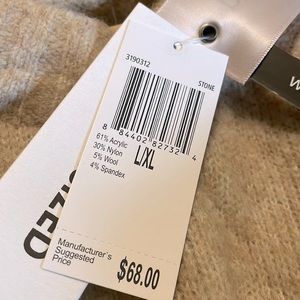 3190312
STONE
8 84402 82732 4
61% Acrylic
30% Nylon
5% Wool
4% Spandex
L/XL
Manufacturer's
Suggested
Price
$68.00
W